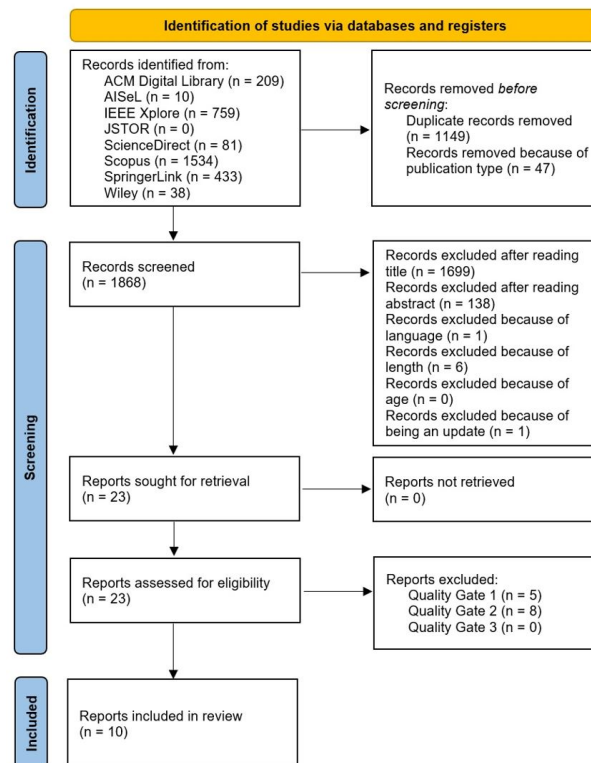 Identification of studies via databases and registers
Identification
Records identified from:
ACM Digital Library (n = 209)
AISeL (n = 10)
IEEE Xplore (n = 759)
JSTOR (n = 0)
ScienceDirect (n = 81)
Scopus (n = 1534)
SpringerLink (n = 433)
Wiley (n = 38)
Records removed before
screening:
Duplicate records removed
(n = 1149)
Records removed because of
publication type (n = 47)
Screening
Records screened
(n = 1868)
Records excluded after reading
title (n = 1699)
Records excluded after reading
abstract (n = 138)
Records excluded because of
language (n = 1)
Records excluded because of
length (n = 6)
Records excluded because of
age (n = 0)
Records excluded because of
being an update (n = 1)
Reports sought for retrieval
(n = 23)
Reports not retrieved
(n = 0)
Reports assessed for eligibility
(n = 23)
Reports excluded:
Quality Gate 1 (n = 5)
Quality Gate 2 (n = 8)
Quality Gate 3 (n = 0)
Included
Reports included in review
(n = 10)